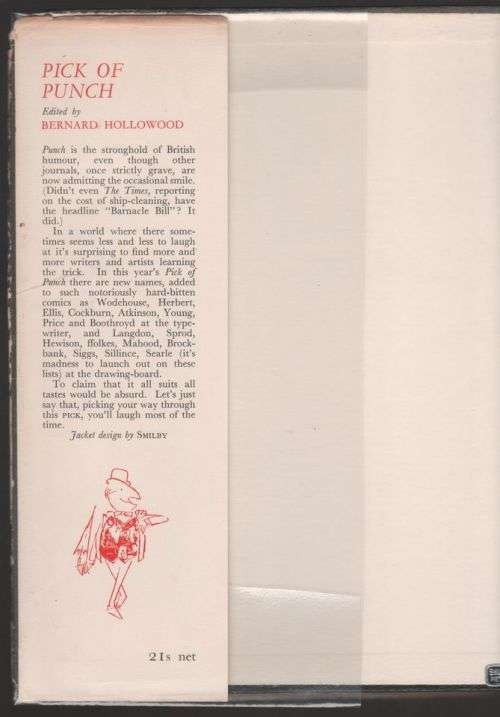 PICK OF
PUNCH
Edited by
BERNARD HOLLOWOOD
Punch is the stronghold of British
humour, even though other
journals, once strictly grave, are
now admitting the occasional smile.
(Didn't even The Times, reporting
on the cost of ship-cleaning, have
the headline "Barnacle Bill"? It
did.)
In a world where there some-
times seems less and less to laugh
at it's surprising to find more and
more writers and artists learning
the trick. In this year's Pick of
Punch there are new names, added
to such notoriously hard-bitten
comics as Wodehouse, Herbert,
Ellis, Cockburn, Atkinson, Young,
Price and Boothroyd at the type-
writer, and Langdon, Sprod,
Hewison, ffolkes, Mahood, Brock-
bank, Siggs, Sillince, Searle (it's
madness to launch out on these
lists) at the drawing-board.
To claim that it all suits all
tastes would be absurd. Let's just
say that, picking your way through
this PICK, you'll laugh most of the
time.
Jacket design by SMILBY
21s net